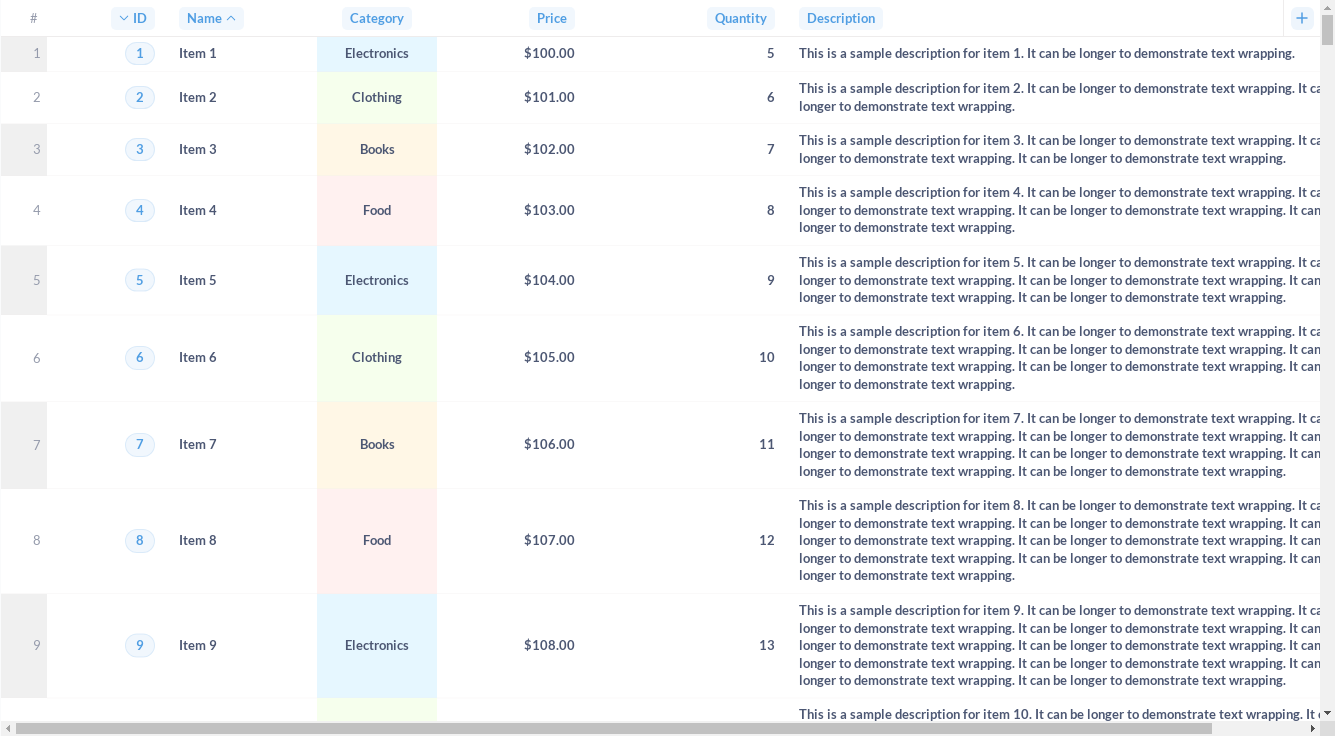 # ID Name Category Price Quantity Description +
1 1 Item 1 Electronics $100.00 5 This is a sample description for item 1. It can be longer to demonstrate text wrapping.
2 2 Item 2 Clothing $101.00 6 This is a sample description for item 2. It can be longer to demonstrate text wrapping. It ca
longer to demonstrate text wrapping.
3 3 Item 3 Books $102.00 7 This is a sample description for item 3. It can be longer to demonstrate text wrapping. It ca
longer to demonstrate text wrapping. It can be longer to demonstrate text wrapping.
4 4 Item 4 Food $103.00 8 This is a sample description for item 4. It can be longer to demonstrate text wrapping. It ca
longer to demonstrate text wrapping. It can be longer to demonstrate text wrapping. It can
longer to demonstrate text wrapping.
5 5 Item 5 Electronics $104.00 9 This is a sample description for item 5. It can be longer to demonstrate text wrapping. It ca
longer to demonstrate text wrapping. It can be longer to demonstrate text wrapping. It can
longer to demonstrate text wrapping. It can be longer to demonstrate text wrapping.
6 6 Item 6 Clothing $105.00 10 This is a sample description for item 6. It can be longer to demonstrate text wrapping. It ca
longer to demonstrate text wrapping. It can be longer to demonstrate text wrapping. It can
longer to demonstrate text wrapping. It can be longer to demonstrate text wrapping. It can
longer to demonstrate text wrapping.
7 7 Item 7 Books $106.00 11 This is a sample description for item 7. It can be longer to demonstrate text wrapping. It ca
longer to demonstrate text wrapping. It can be longer to demonstrate text wrapping. It can
longer to demonstrate text wrapping. It can be longer to demonstrate text wrapping. It can
longer to demonstrate text wrapping. It can be longer to demonstrate text wrapping.
8 8 Item 8 Food $107.00 12 This is a sample description for item 8. It can be longer to demonstrate text wrapping. It ca
longer to demonstrate text wrapping. It can be longer to demonstrate text wrapping. It can
longer to demonstrate text wrapping. It can be longer to demonstrate text wrapping. It can
longer to demonstrate text wrapping. It can be longer to demonstrate text wrapping. It can
longer to demonstrate text wrapping.
9 9 Item 9 Electronics $108.00 13 This is a sample description for item 9. It can be longer to demonstrate text wrapping. It ca
longer to demonstrate text wrapping. It can be longer to demonstrate text wrapping. It can
longer to demonstrate text wrapping. It can be longer to demonstrate text wrapping. It can
longer to demonstrate text wrapping. It can be longer to demonstrate text wrapping. It can
longer to demonstrate text wrapping. It can be longer to demonstrate text wrapping.
This is a sample description for item 10. It can be longer to demonstrate text wrapping. It c